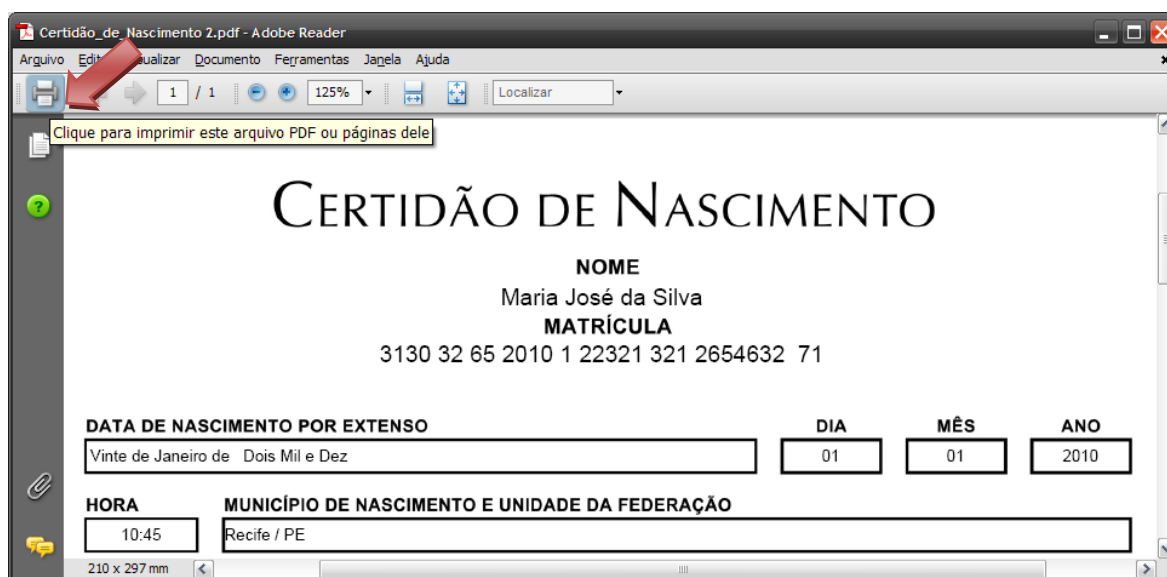 Certidão_de_Nascimento 2.pdf - Adobe Reader
Arquivo Visualizar Documento Ferramentas Janela Ajuda
1 / 1 125% Localizar
Clique para imprimir este arquivo PDF ou páginas dele
CERTIDÃO DE NASCIMENTO
NOME
Maria José da Silva
MATRÍCULA
3130 32 65 2010 1 22321 321 2654632 71
DATA DE NASCIMENTO POR EXTENSO DIA MÊS ANO
Vinte de Janeiro de Dois Mil e Dez 01 01 2010
HORA MUNICÍPIO DE NASCIMENTO E UNIDADE DA FEDERAÇÃO
10:45 Recife / PE
210 x 297 mm